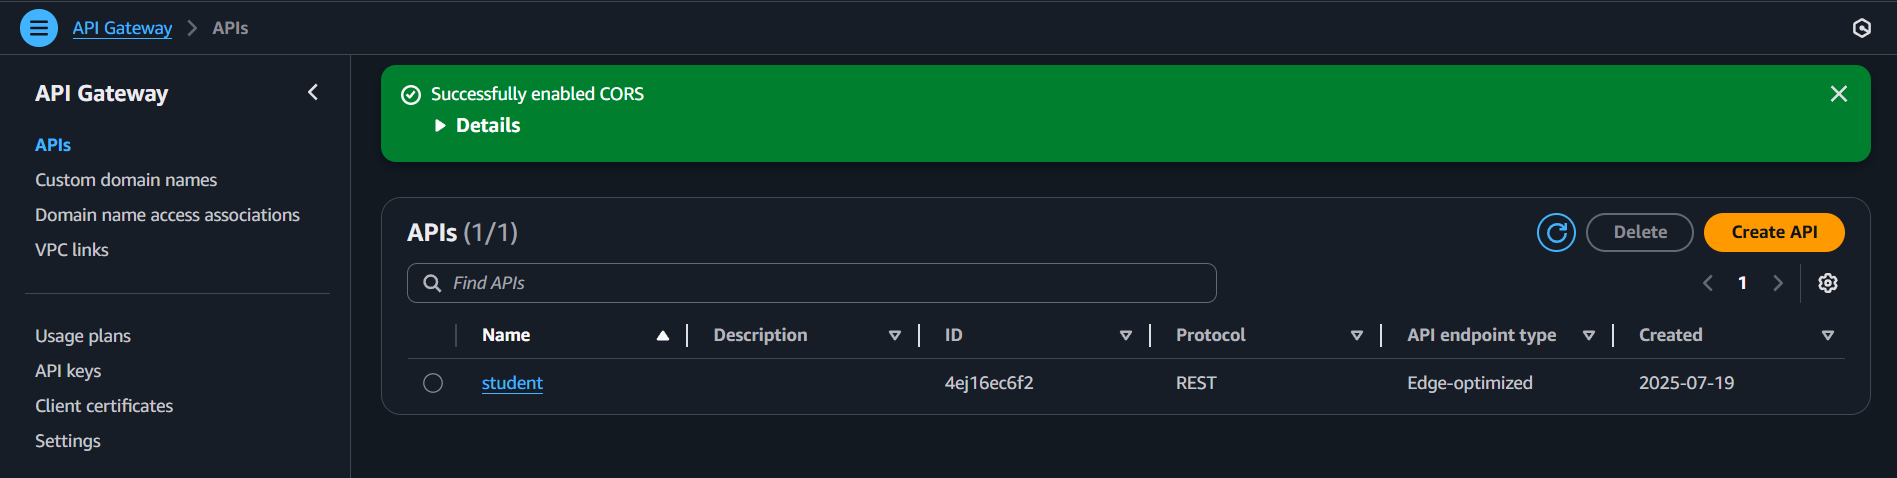 API Gateway > APIs
API Gateway
APIs
Custom domain names
Domain name access associations
VPC links
Usage plans
API keys
Client certificates
Settings
Successfully enabled CORS
Details
APIs (1/1)
Delete
Create API
Find APIs
1
Name Description ID Protocol API endpoint type Created
student 4ej16ec6f2 REST Edge-optimized 2025-07-19